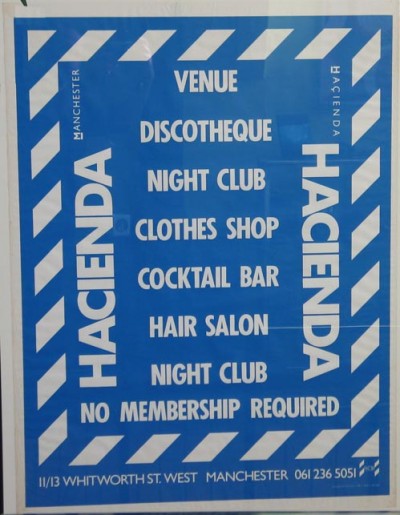 MANCHESTER
HACIENDA
VENUE
DISCOTHEQUE
NIGHT CLUB
CLOTHES SHOP
COCKTAIL BAR
HAIR SALON
NIGHT CLUB
NO MEMBERSHIP REQUIRED
HAÇIENDA
HACIENDA
11/13 WHITWORTH ST. WEST MANCHESTER 061 236 5051